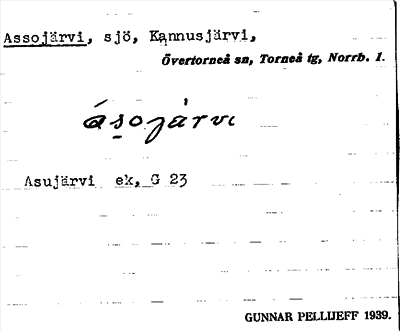 Assojärvi, sjö, Kannusjärvi,
Övertorneå sn, Torneå tg, Norrb. l.
ásojärvi
Asujärvi ek, G 23
GUNNAR PELLIJEFF 1939.